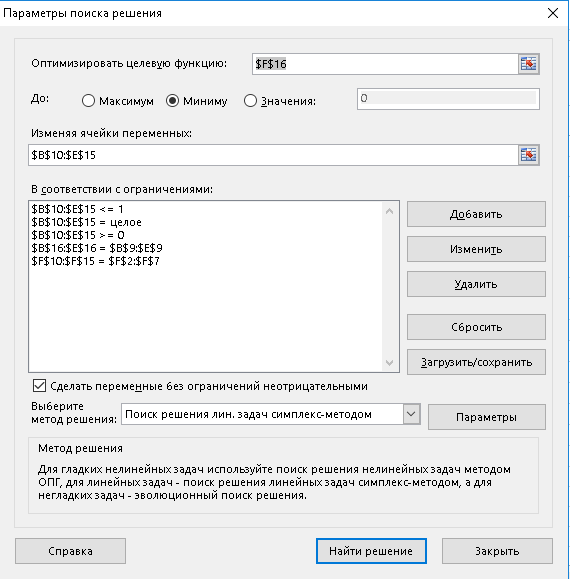 Параметры поиска решения
Оптимизировать целевую функцию: $F$16
До: Максимум Миниму Значения: 0
Изменяя ячейки переменных:
$B$10:$E$15
В соответствии с ограничениями:
$B$10:$E$15 <= 1
$B$10:$E$15 = целое
$B$10:$E$15 >= 0
$B$16:$E$16 = $B$9:$E$9
$F$10:$F$15 = $F$2:$F$7
Добавить
Изменить
Удалить
Сбросить
Загрузить/сохранить
Сделать переменные без ограничений неотрицательными
Выберите
метод решения: Поиск решения лин. задач симплекс-методом Параметры
Метод решения
Для гладких нелинейных задач используйте поиск решения нелинейных задач методом
ОПГ, для линейных задач - поиск решения линейных задач симплекс-методом, а для
негладких задач - эволюционный поиск решения.
Справка Найти решение Закрыть